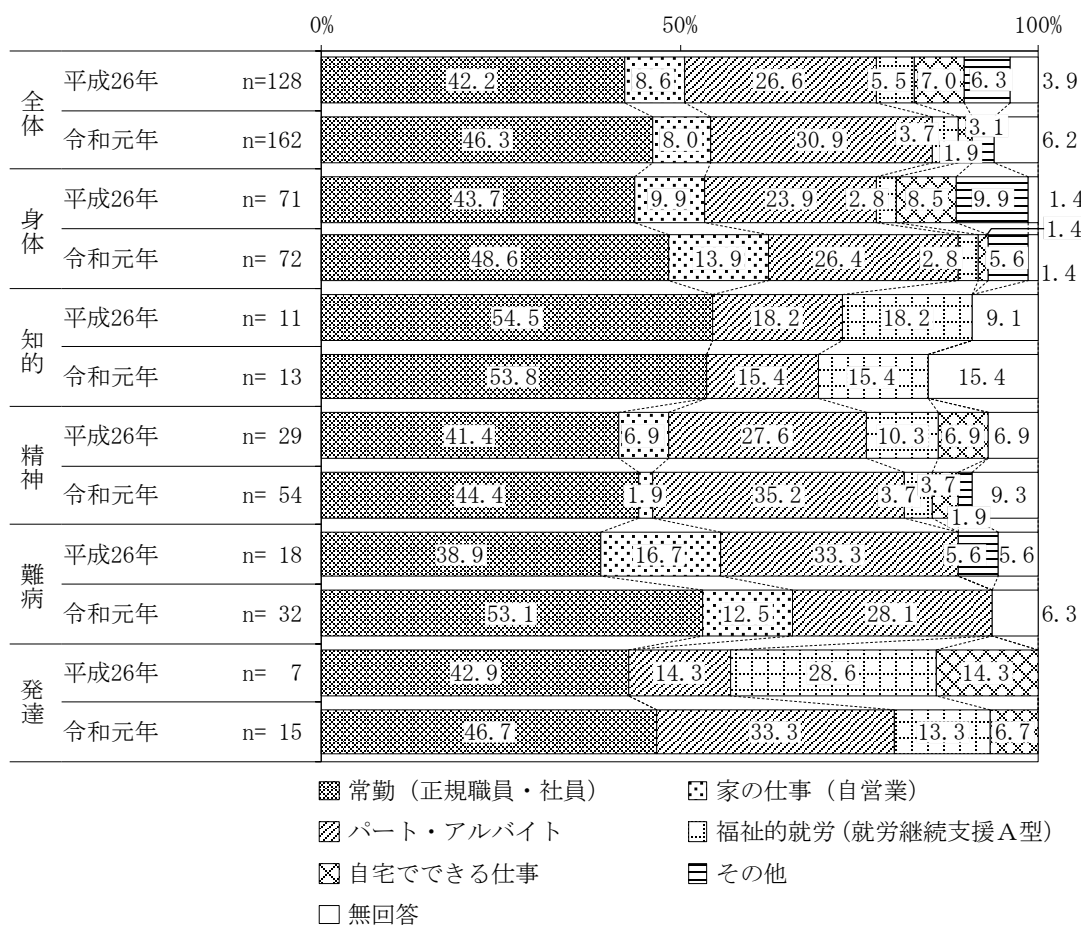 0% 50% 100%
全体
平成26年 n=128 42.2 8.6 26.6 5.5 7.0 6.3 3.9
令和元年 n=162 46.3 8.0 30.9 3.7 3.1 1.9 6.2
身体
平成26年 n= 71 43.7 9.9 23.9 2.8 8.5 9.9 1.4
令和元年 n= 72 48.6 13.9 26.4 2.8 1.4 5.6 1.4
知的
平成26年 n= 11 54.5 18.2 18.2 9.1
令和元年 n= 13 53.8 15.4 15.4 15.4
精神
平成26年 n= 29 41.4 6.9 27.6 10.3 6.9 6.9
令和元年 n= 54 44.4 1.9 35.2 3.7 3.7 1.9 9.3
難病
平成26年 n= 18 38.9 16.7 33.3 5.6 5.6
令和元年 n= 32 53.1 12.5 28.1 6.3
発達
平成26年 n= 7 42.9 14.3 28.6 14.3
令和元年 n= 15 46.7 33.3 13.3 6.7
常勤（正規職員・社員） 家の仕事（自営業）
パート・アルバイト 福祉的就労（就労継続支援Ａ型）
自宅でできる仕事 その他
無回答